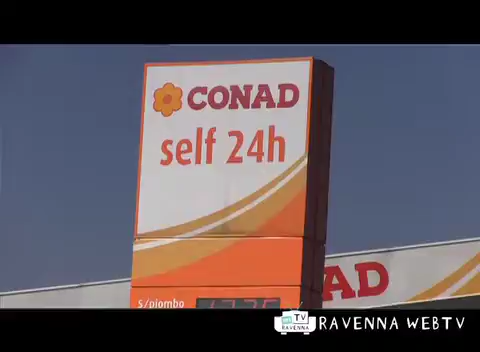 CONAD
self 24h
AD
S/piombo
TV
RAVENNA
RAVENNA WEBTV